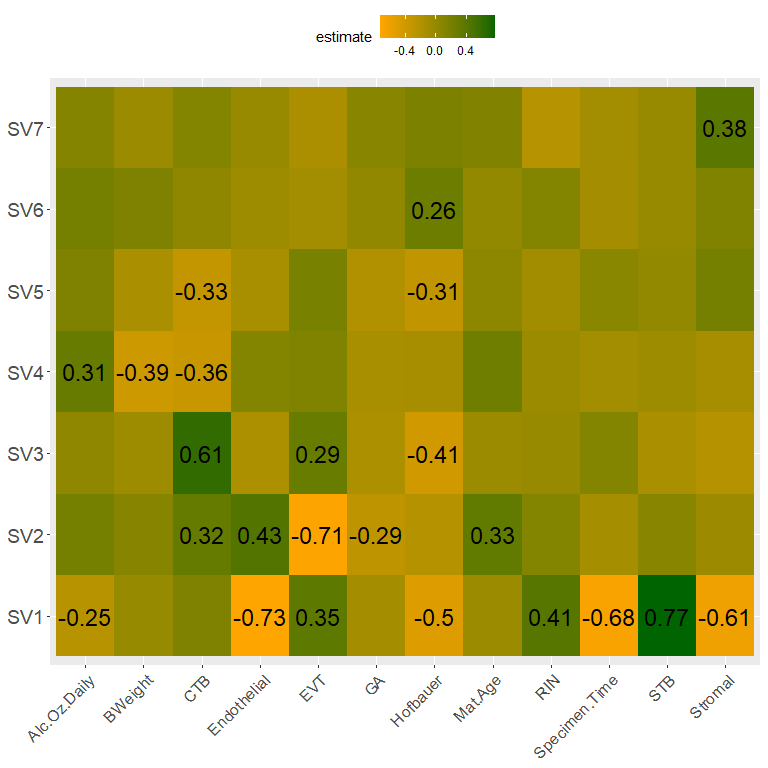 estimate
-0.4 0.0 0.4
SV7 0.38
SV6 0.26
SV5 -0.33 -0.31
SV4 0.31 -0.39 -0.36
SV3 0.61 0.29 -0.41
SV2 0.32 0.43 -0.71 -0.29 0.33
SV1 -0.25 -0.73 0.35 -0.5 0.41 -0.68 0.77 -0.61
Alc.Oz.Daily BWeight CTB Endothelial EVT GA Hofbauer Mat.Age RIN Specimen.Time STB Stromal